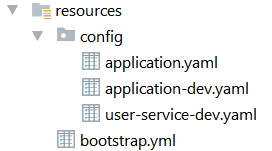 resources
config
application.yaml
application-dev.yaml
user-service-dev.yaml
bootstrap.yml